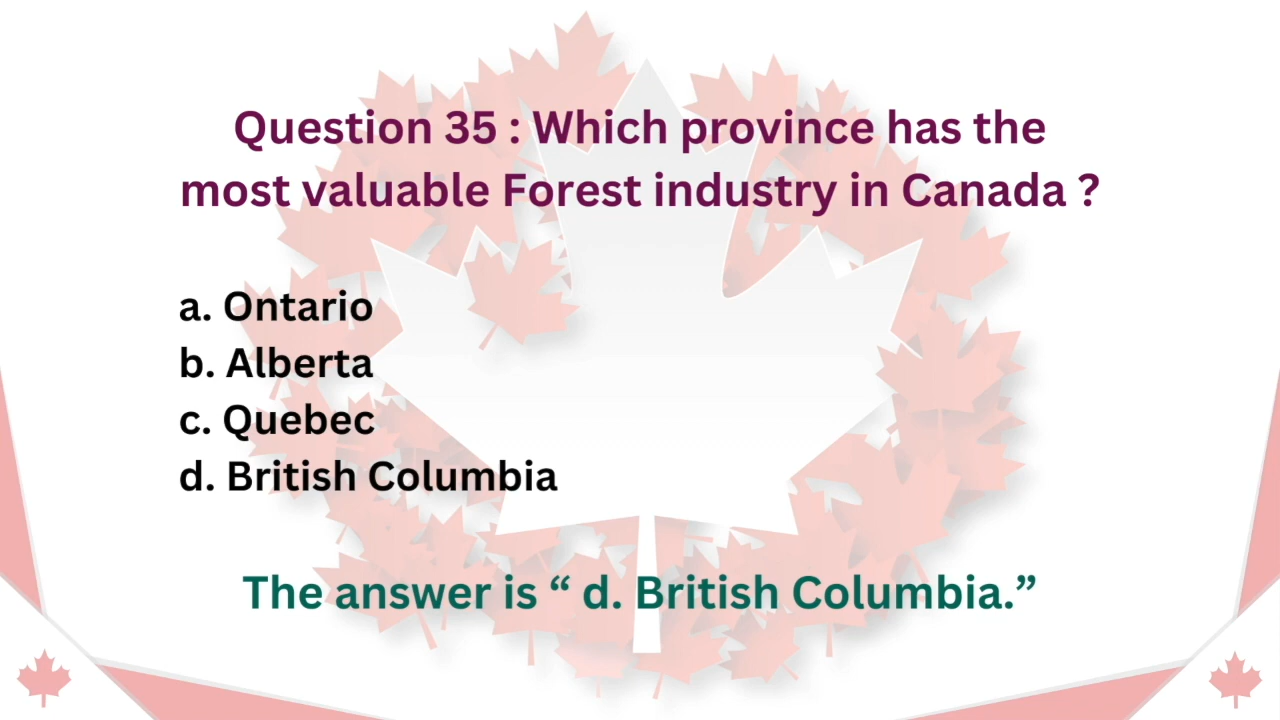 Question 35 : Which province has the
most valuable Forest industry in Canada ?
a. Ontario
b. Alberta
c. Quebec
d. British Columbia
The answer is “ d. British Columbia.”